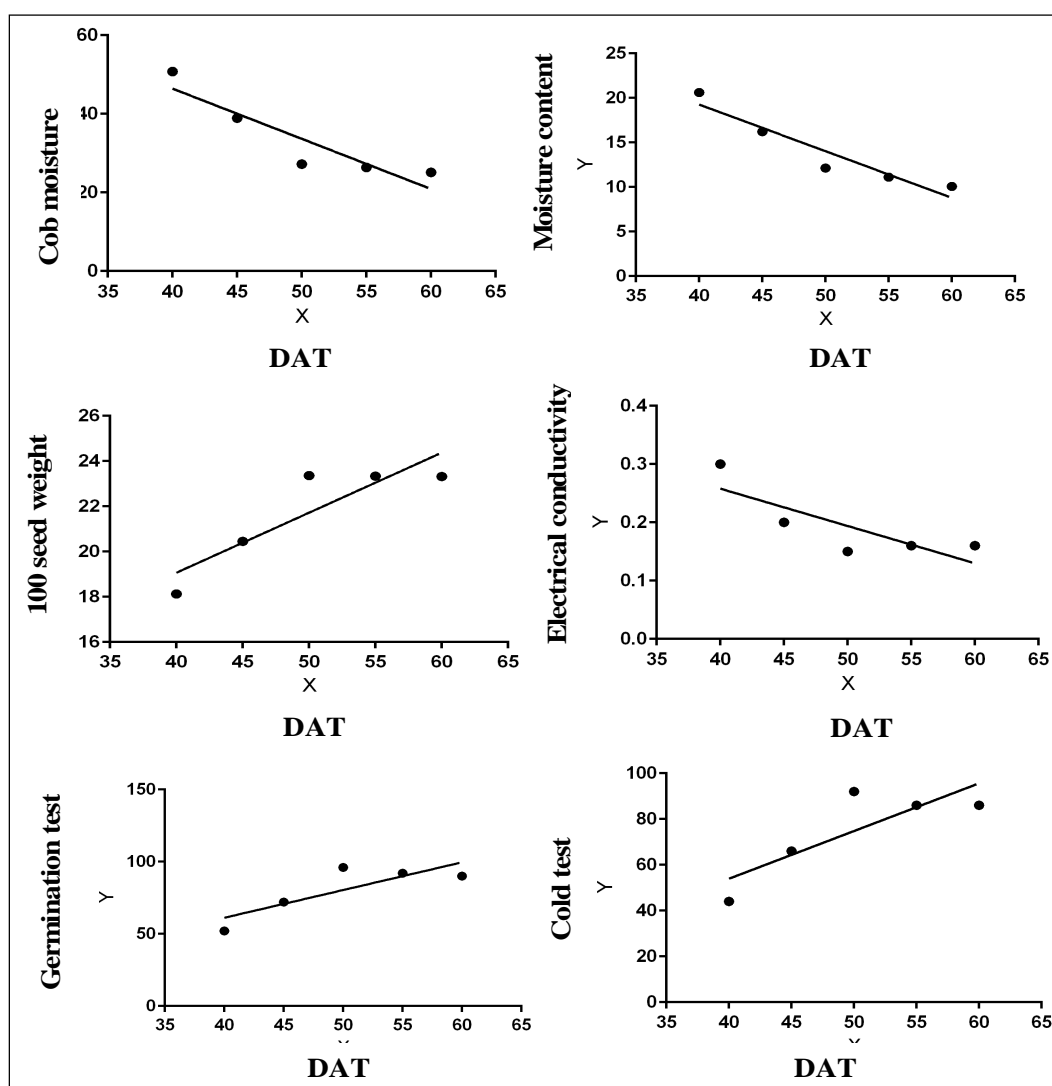 Cob moisture
60
40
20
0
35 40 45 50 55 60 65
X
DAT
Moisture content
Y
25
20
15
10
5
0
35 40 45 50 55 60 65
X
DAT
100 seed weight
26
24
22
20
18
16
35 40 45 50 55 60 65
X
DAT
Electrical conductivity
Y
0.4
0.3
0.2
0.1
0.0
35 40 45 50 55 60 65
X
DAT
Germination test
Y
150
100
50
0
35 40 45 50 55 60 65
DAT
Cold test
Y
100
80
60
40
20
0
35 40 45 50 55 60 65
DAT